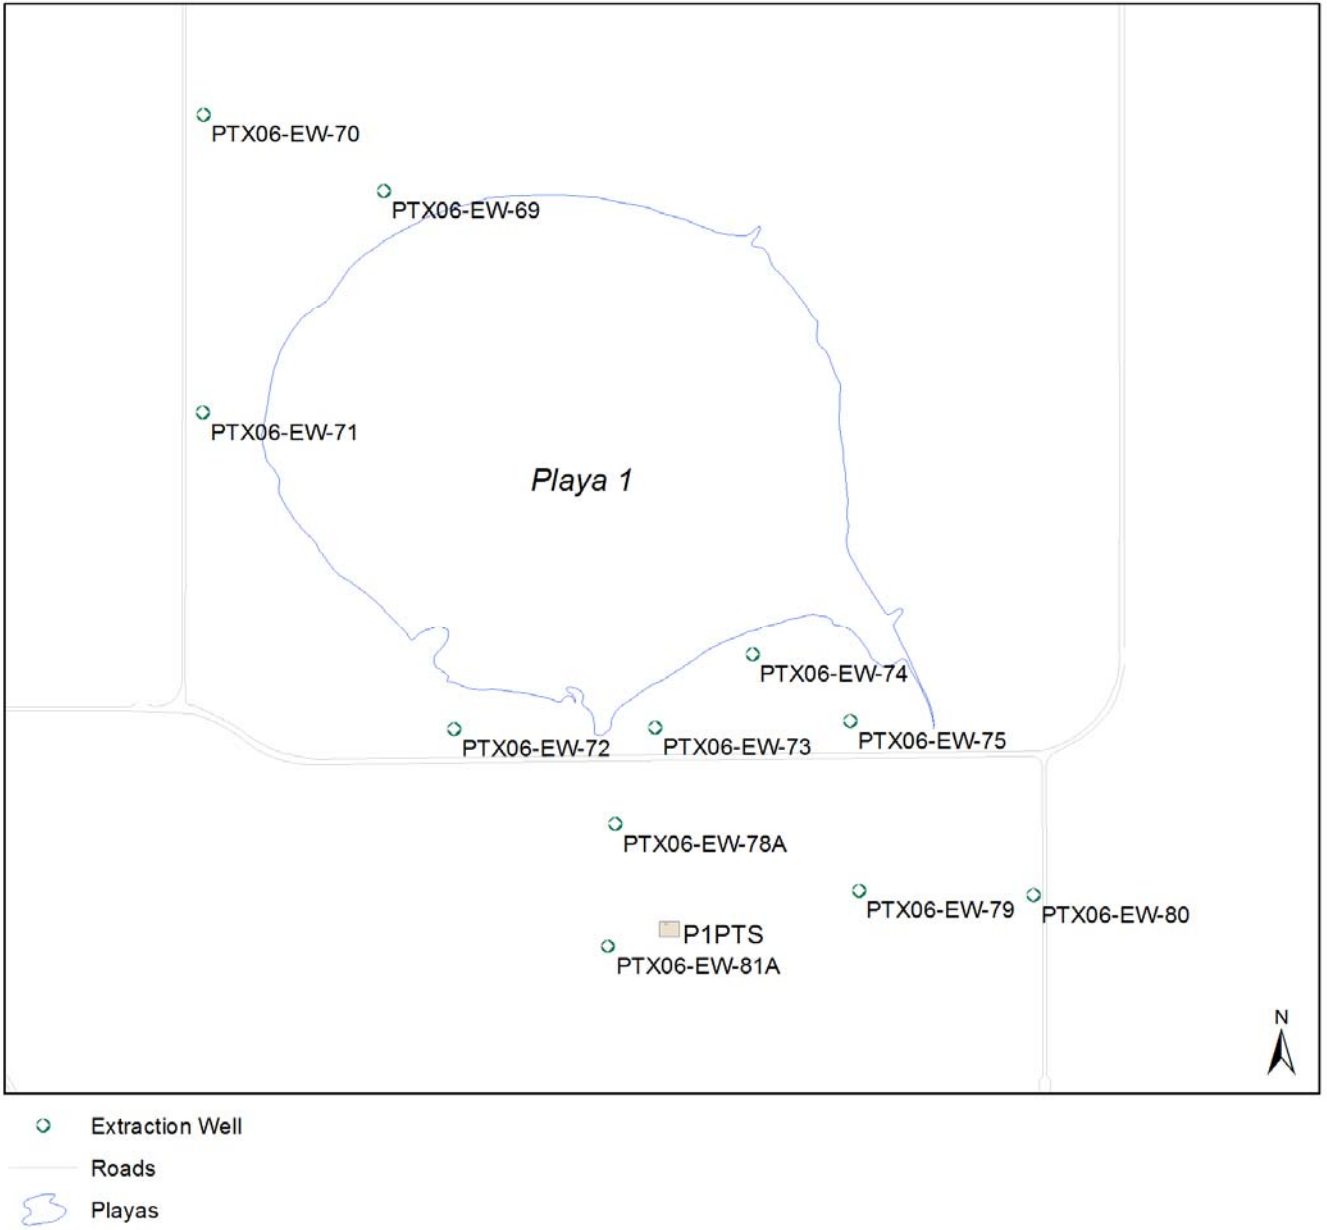 PTX06-EW-70
PTX06-EW-69
PTX06-EW-71
Playa 1
PTX06-EW-74
PTX06-EW-75
PTX06-EW-72
PTX06-EW-73
PTX06-EW-78A
PTX06-EW-79
PTX06-EW-80
P1PTS
PTX06-EW-81A
N
Extraction Well
Roads
Playas